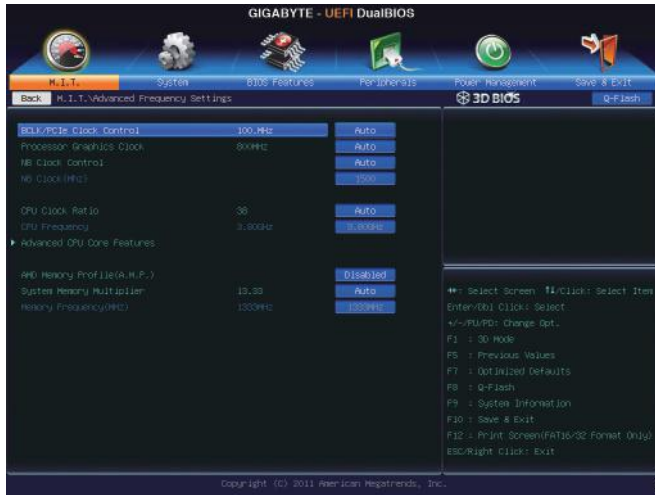 GIGABYTE - UEFI DualBIOS
M.I.T. System BIOS Features Peripherals Power Management Save & Exit
Back M.I.T.\Advanced Frequency Settings 3D BIOS Q-Flash
BCLK/PCIe Clock Control 100.MHz Auto
Processor Graphics Clock 800MHz Auto
NB Clock Control Auto
NB Clock(Mhz) 1500
CPU Clock Ratio 38 Auto
CPU Frequency 3.80GHz 3.80GHz
Advanced CPU Core Features
AMD Memory Profile(A.M.P.) Disabled
System Memory Multiplier 13.33 Auto
Memory Frequency(MHz) 1333MHz 1333MHz
: Select Screen /Click: Select Item
Enter/Dbl Click: Select
+/-/PU/PD: Change Opt.
F1 : 3D Mode
F5 : Previous Values
F7 : Optimized Defaults
F8 : Q-Flash
F9 : System Information
F10 : Save & Exit
F12 : Print Screen(FAT16/32 Format Only)
ESC/Right Click: Exit
Copyright (C) 2011 American Megatrends, Inc.